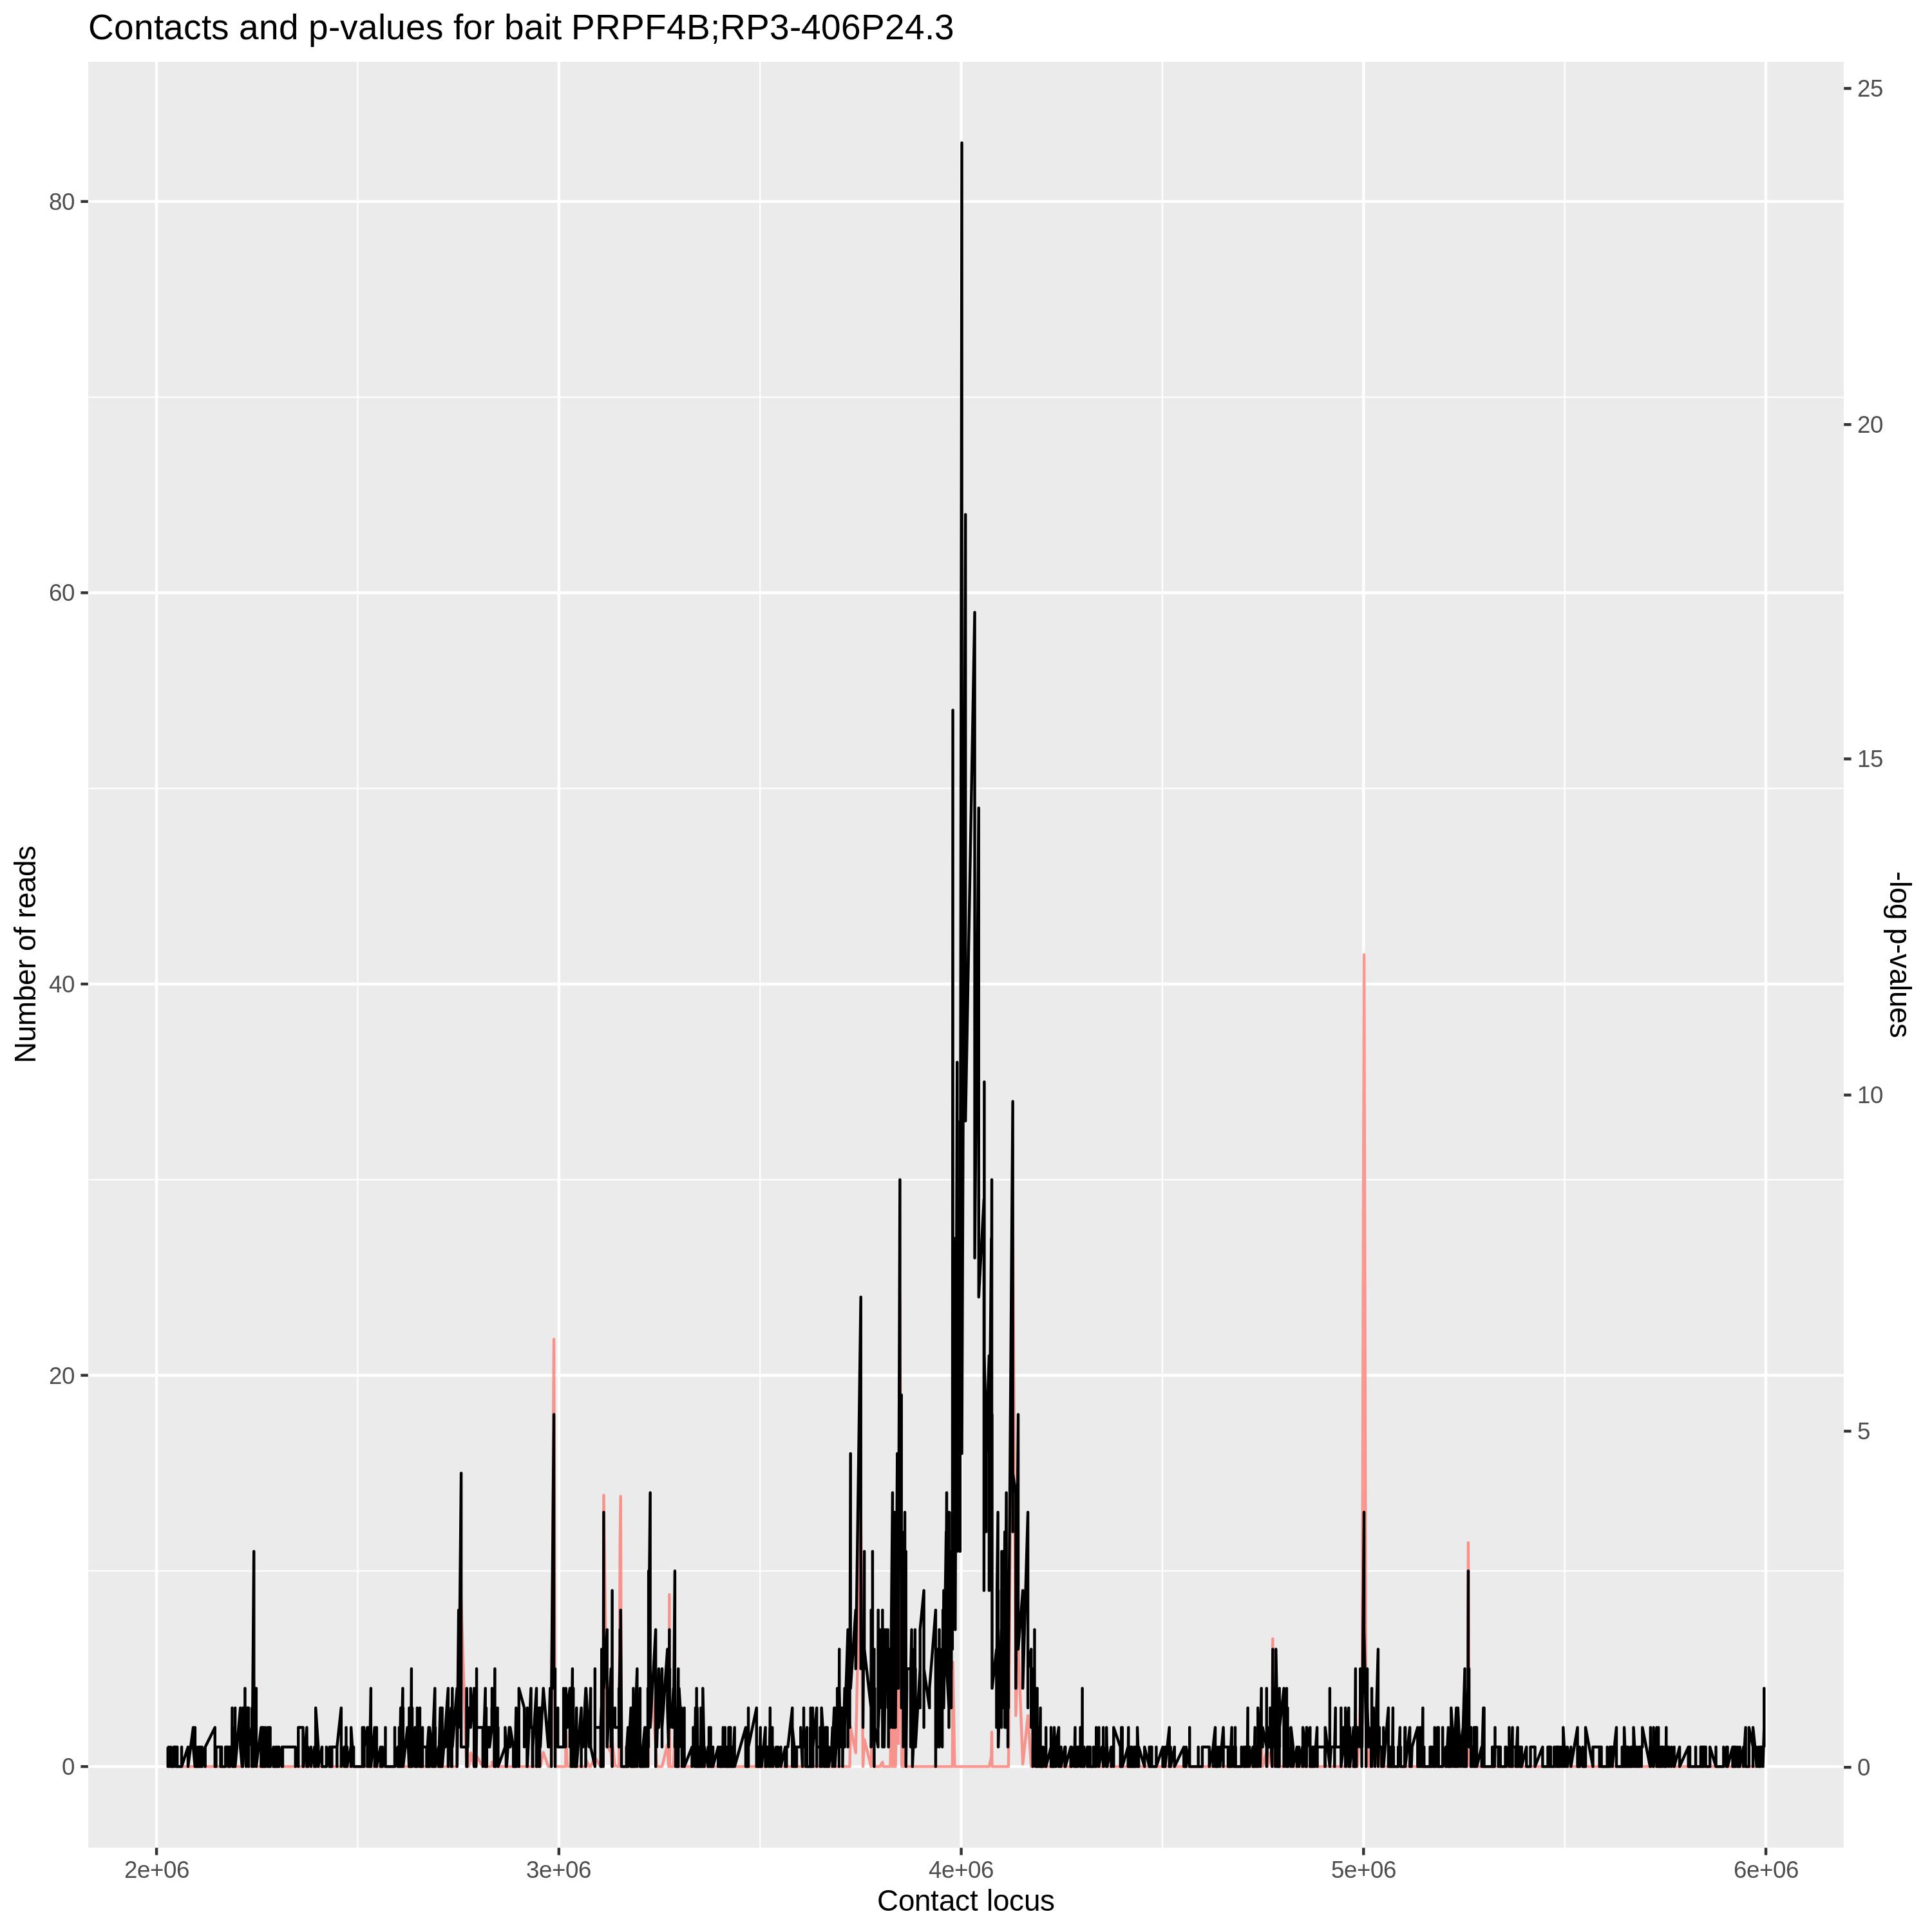 Contacts and p-values for bait PRPF4B;RP3-406P24.3
Number of reads
80
60
40
20
0
25
20
15
10
5
0
-log p-values
2e+06 3e+06 4e+06 5e+06 6e+06
Contact locus